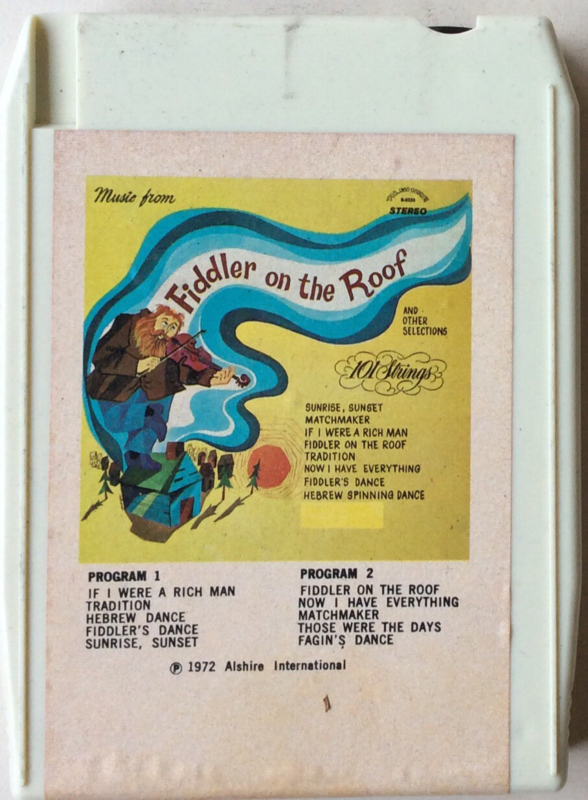 Music from
STEREO
Fiddler on the Roof
AND
OTHER
SELECTIONS
101 Strings
SUNRISE, SUNSET
MATCHMAKER
IF I WERE A RICH MAN
FIDDLER ON THE ROOF
TRADITION
NOW I HAVE EVERYTHING
FIDDLER'S DANCE
HEBREW SPINNING DANCE
PROGRAM 1
IF I WERE A RICH MAN
TRADITION
HEBREW DANCE
FIDDLER'S DANCE
SUNRISE, SUNSET
PROGRAM 2
FIDDLER ON THE ROOF
NOW I HAVE EVERYTHING
MATCHMAKER
THOSE WERE THE DAYS
FAGIN'S DANCE
Ⓟ 1972 Alshire International